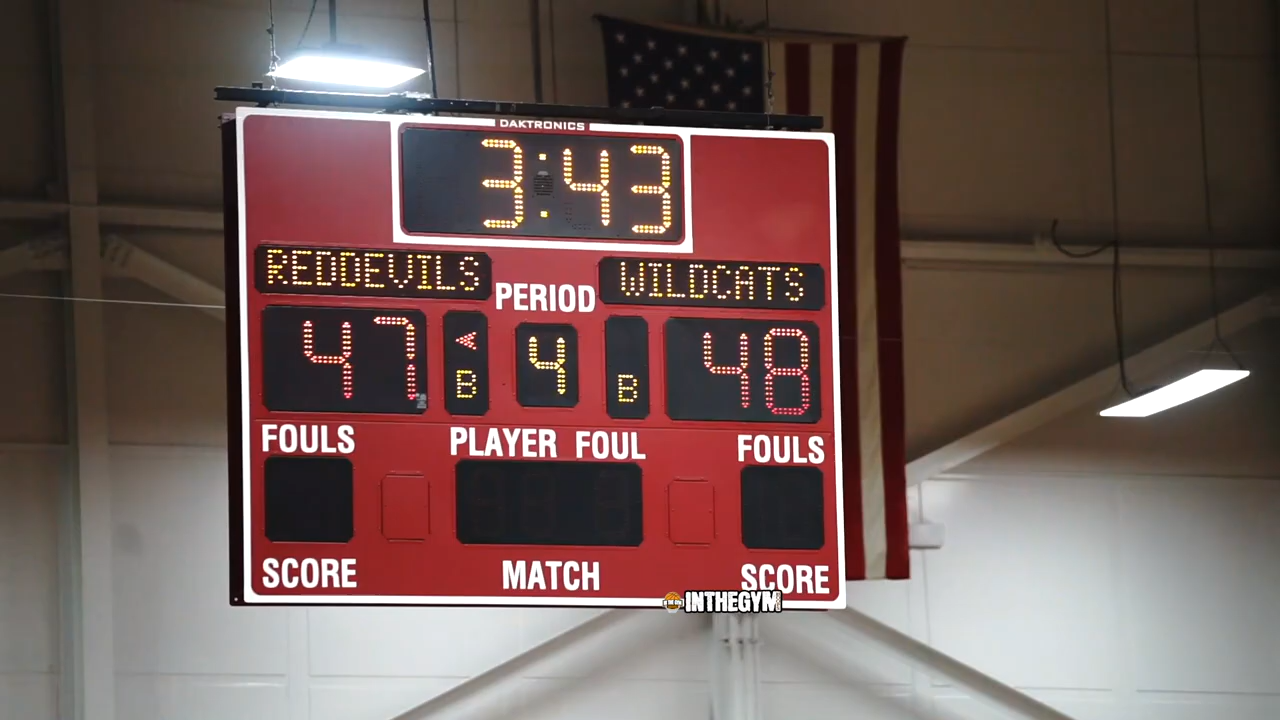 DAKTRONICS
3:43
REDDEVILS
WILDCATS
PERIOD
47
B
4
B
48
FOULS
PLAYER FOUL
FOULS
SCORE
MATCH
SCORE
INTHEGYM